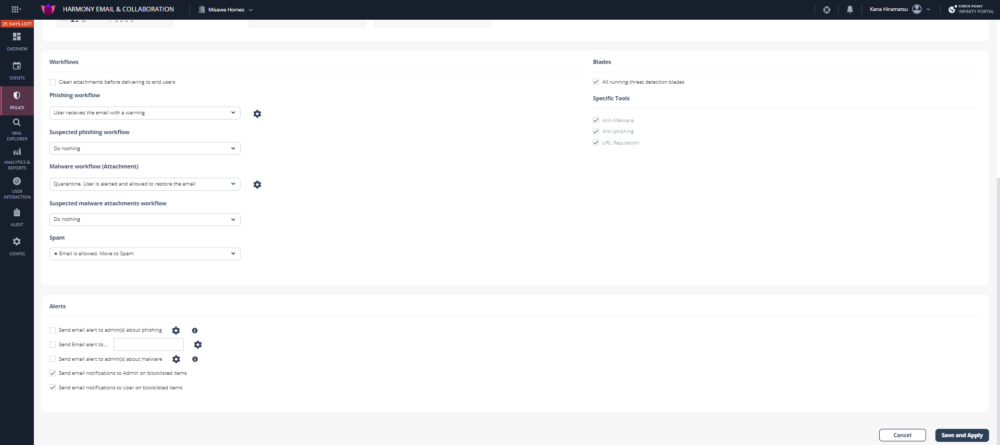 HARMONY EMAIL & COLLABORATION
Misawa Homes
Kana Hiramatsu
CHECK POINT
INFINITY PORTAL
25 DAYS LEFT
OVERVIEW
EVENTS
POLICY
MAIL
EXPLORER
ANALYTICS &
REPORTS
USER
INTERACTION
AUDIT
CONFIG
Workflows
Clean attachments before delivering to end users
Phishing workflow
User receives the email with a warning
Suspected phishing workflow
Do nothing
Malware workflow (Attachment)
Quarantine. User is alerted and allowed to restore the email
Suspected malware attachments workflow
Do nothing
Spam
★ Email is allowed. Move to Spam
Blades
All running threat detection blades
Specific Tools
Anti-Malware
Anti-phishing
URL Reputation
Alerts
Send email alert to admin(s) about phishing
Send Email alert to...
Send email alert to admin(s) about malware
Send email notifications to Admin on blocklisted items
Send email notifications to User on blocklisted items
Cancel
Save and Apply